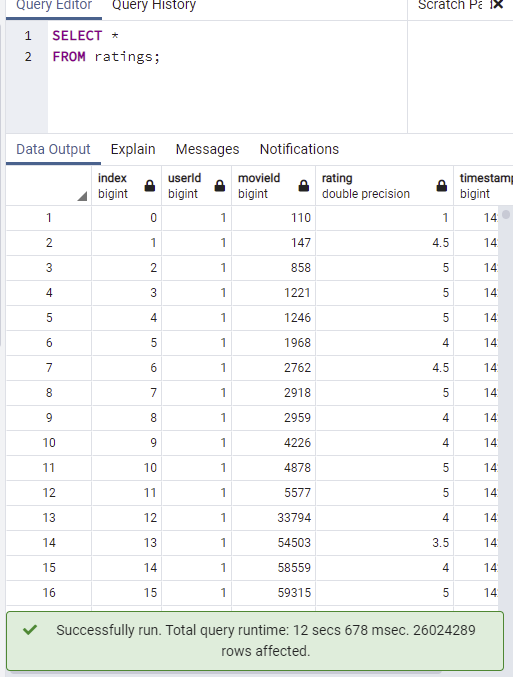 Query Editor Query History Scratch Pa
1 SELECT *
2 FROM ratings;
Data Output Explain Messages Notifications
index userId movieId rating timestamp
bigint bigint bigint double precision bigint
1 0 1 110 1 14
2 1 1 147 4.5 14
3 2 1 858 5 14
4 3 1 1221 5 14
5 4 1 1246 5 14
6 5 1 1968 4 14
7 6 1 2762 4.5 14
8 7 1 2918 5 14
9 8 1 2959 4 14
10 9 1 4226 4 14
11 10 1 4878 5 14
12 11 1 5577 5 14
13 12 1 33794 4 14
14 13 1 54503 3.5 14
15 14 1 58559 4 14
16 15 1 59315 5 14
Successfully run. Total query runtime: 12 secs 678 msec. 26024289
rows affected.